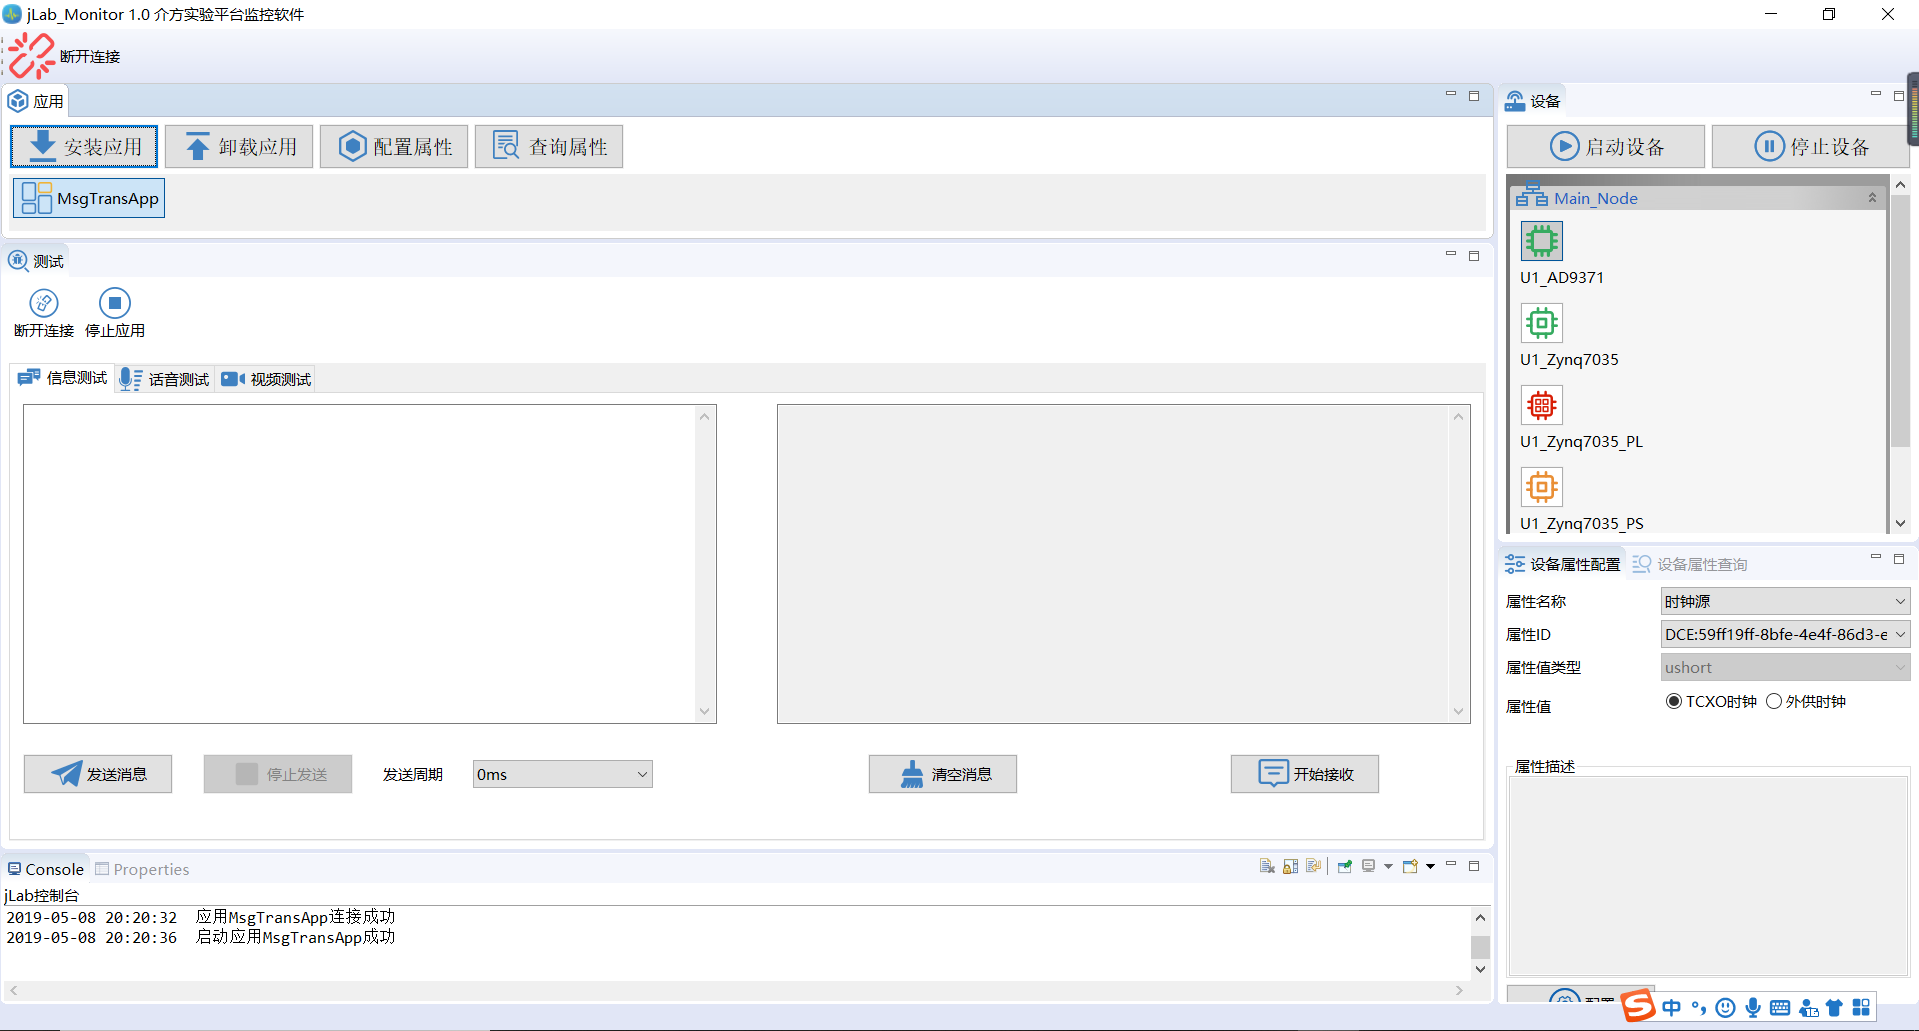 jLab_Monitor 1.0 介方实验平台监控软件
断开连接
应用
安装应用 卸载应用 配置属性 查询属性
MsgTransApp
测试
断开连接 停止应用
信息测试 话音测试 视频测试
发送消息 停止发送 发送周期 0ms 清空消息 开始接收
Console Properties
jLab控制台
2019-05-08 20:20:32 应用MsgTransApp连接成功
2019-05-08 20:20:36 启动应用MsgTransApp成功
设备
启动设备 停止设备
Main_Node
U1_AD9371
U1_Zynq7035
U1_Zynq7035_PL
U1_Zynq7035_PS
设备属性配置 设备属性查询
属性名称 时钟源
属性ID DCE:59ff19ff-8bfe-4e4f-86d3-e
属性值类型 ushort
属性值 TCXO时钟 外供时钟
属性描述
配置
中